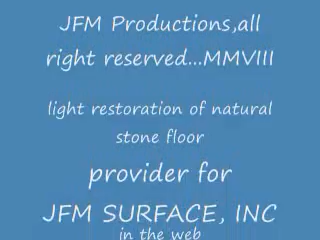 JFM Productions,all
right reserved...MMVIII
light restoration of natural
stone floor
provider for
JFM SURFACE, INC
in the web